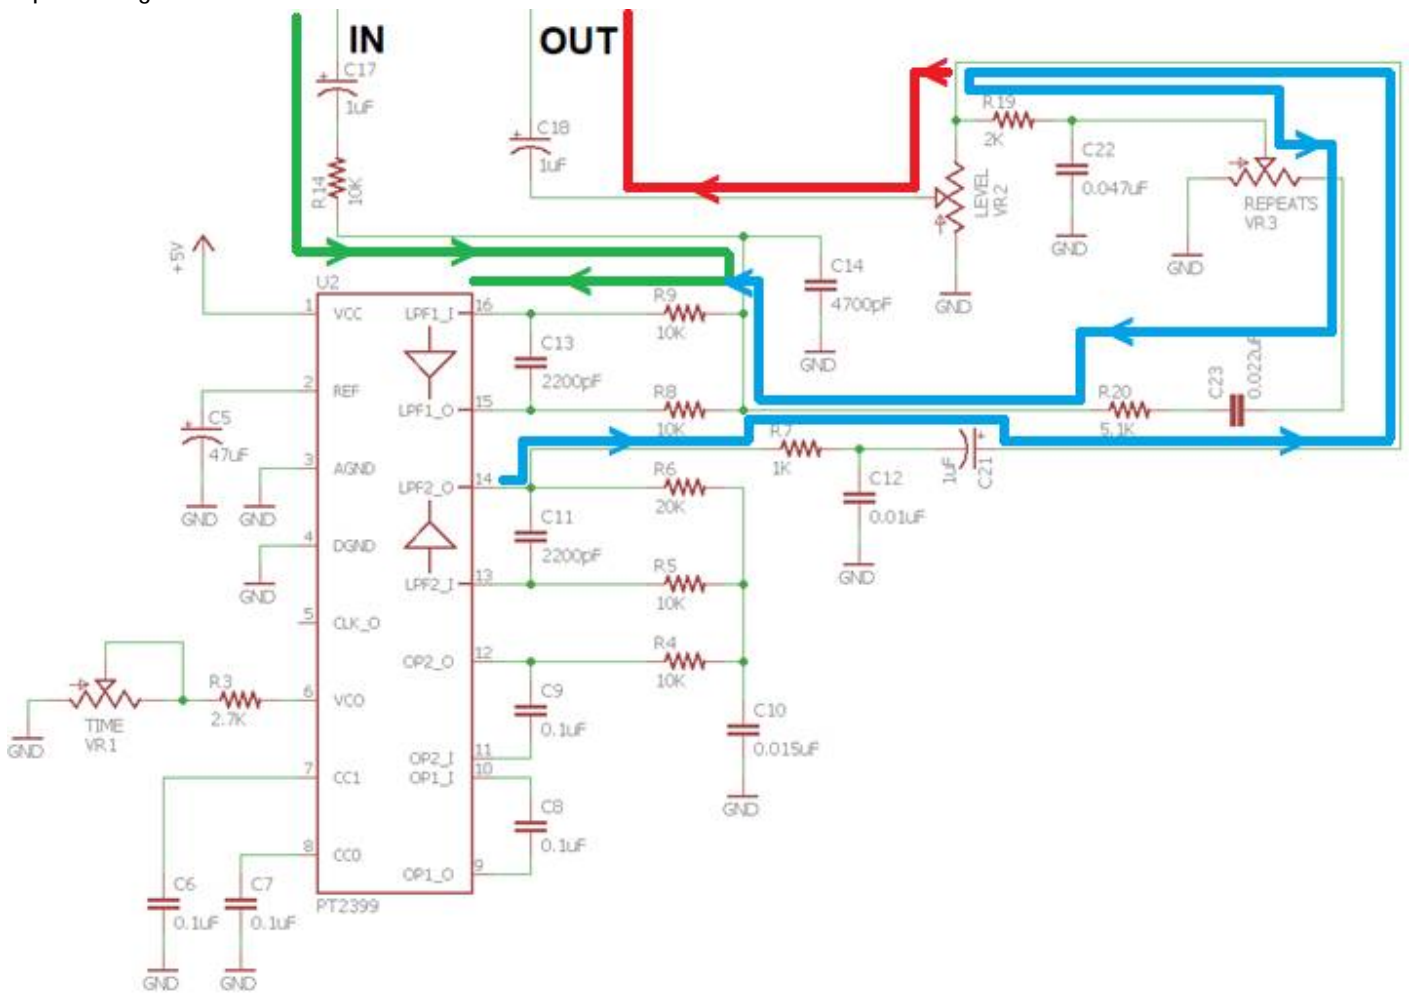 IN
OUT
C17
1uF
R14
10K
C18
1uF
R19
2K
C22
0.047uF
GND
LEVEL
VR2
GND
REPEATS
VR3
GND
+5V
U2
C14
4700pF
GND
1
VCC
LPF1_I
16
R9
10K
C13
2200pF
2
REF
LPF1_O
15
R8
10K
C5
47uF
GND
R20
5.1K
C23
0.022uF
R7
1K
1uF
C21
C12
0.01uF
GND
3
AGND
GND
LPF2_O
14
R6
20K
C11
2200pF
4
DGND
GND
LPF2_I
13
R5
10K
5
CLK_O
OP2_O
12
R4
10K
R3
2.7K
6
VCO
TIME
VR1
GND
C9
0.1uF
C10
0.015uF
GND
OP2_I
11
7
CC1
OP1_I
10
C8
0.1uF
8
CC0
OP1_O
9
PT2399
C6
0.1uF
GND
C7
0.1uF
GND